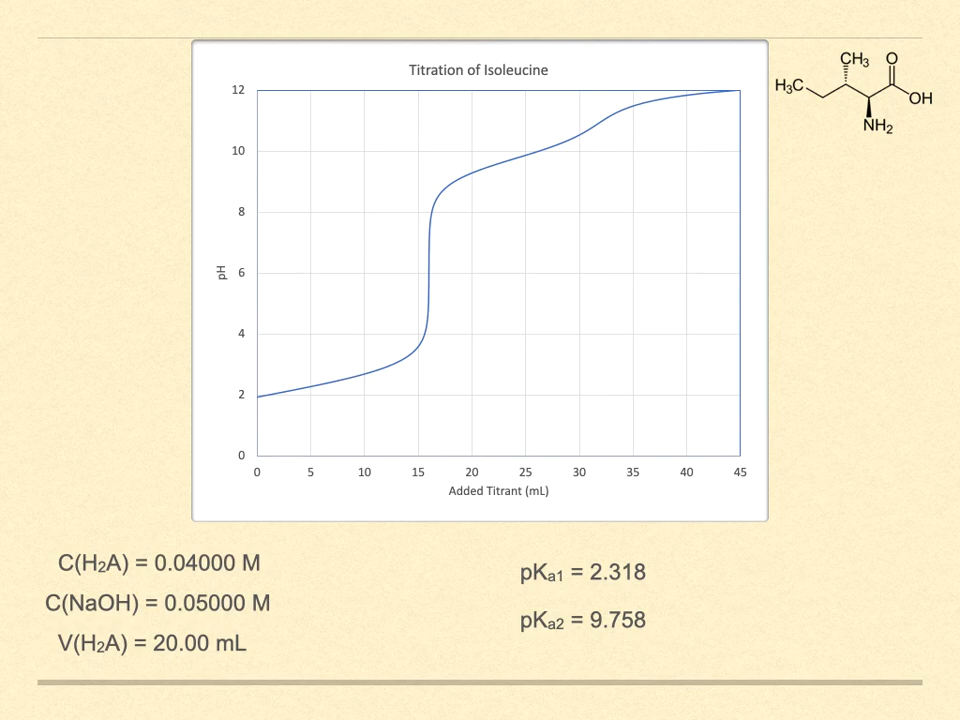 Titration of Isoleucine
12
10
8
6
4
2
0
pH
0 5 10 15 20 25 30 35 40 45
Added Titrant (mL)
CH₃ O
H₃C
OH
NH₂
C(H₂A) = 0.04000 M
C(NaOH) = 0.05000 M
V(H₂A) = 20.00 mL
pKₐ₁ = 2.318
pKₐ₂ = 9.758